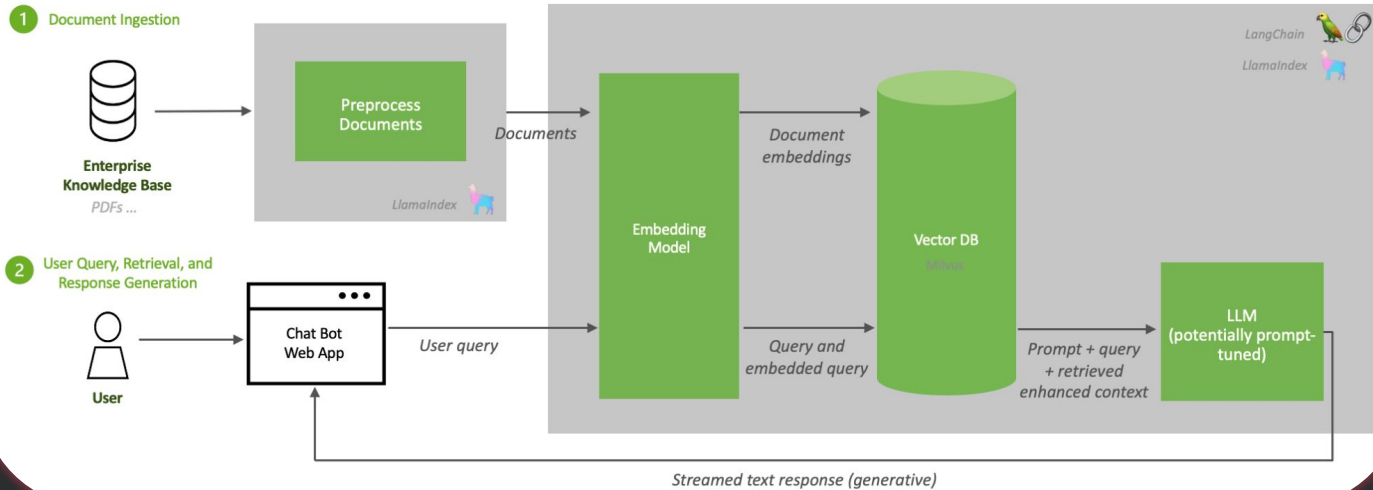 1 Document Ingestion
Enterprise
Knowledge Base
PDFs ...
Preprocess
Documents
LlamaIndex
Documents
Embedding
Model
Document
embeddings
Vector DB
Milvus
LangChain
LlamaIndex
2 User Query, Retrieval, and
Response Generation
User
Chat Bot
Web App
User query
Query and
embedded query
Prompt + query
+ retrieved
enhanced context
LLM
(potentially prompt-
tuned)
Streamed text response (generative)